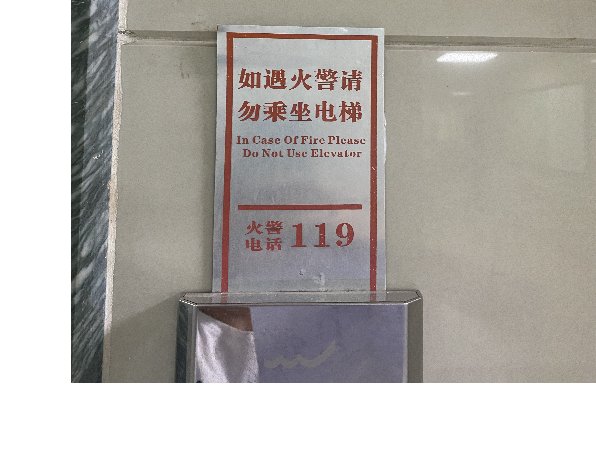 如遇火警请
勿乘坐电梯
In Case Of Fire Please
Do Not Use Elevator
火警
电话
119